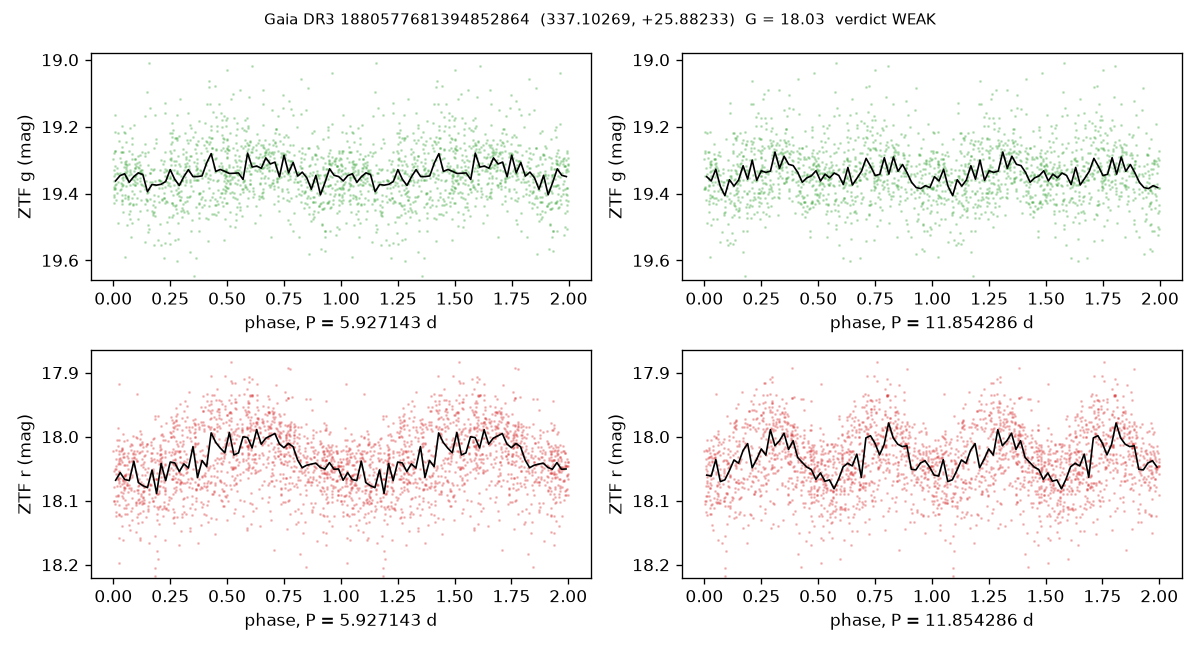 Gaia DR3 1880577681394852864 (337.10269, +25.88233) G = 18.03 verdict WEAK
ZTF g (mag)
19.0
19.2
19.4
19.6
0.00 0.25 0.50 0.75 1.00 1.25 1.50 1.75 2.00
phase, P = 5.927143 d
ZTF g (mag)
19.0
19.2
19.4
19.6
0.00 0.25 0.50 0.75 1.00 1.25 1.50 1.75 2.00
phase, P = 11.854286 d
ZTF r (mag)
17.9
18.0
18.1
18.2
0.00 0.25 0.50 0.75 1.00 1.25 1.50 1.75 2.00
phase, P = 5.927143 d
ZTF r (mag)
17.9
18.0
18.1
18.2
0.00 0.25 0.50 0.75 1.00 1.25 1.50 1.75 2.00
phase, P = 11.854286 d